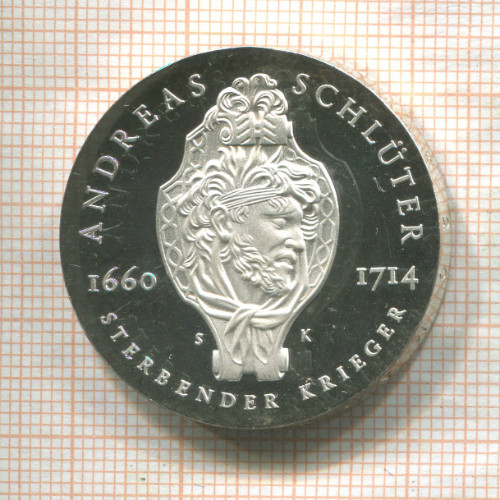 ANDREAS SCHLÜTER
1660 1714
S K
STERBENDER KRIEGER